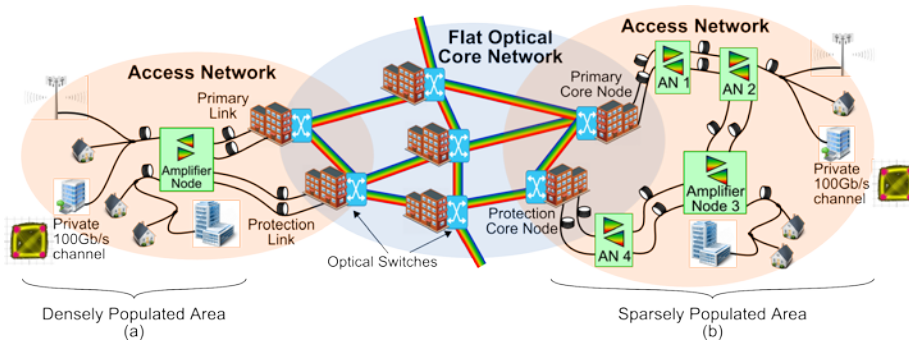 Flat Optical
Core Network
Access Network
Access Network
Primary
Link
Primary
Core Node
AN 1
AN 2
Amplifier
Node
Private
100Gb/s
channel
Protection
Link
Optical Switches
Protection
Core Node
AN 4
Amplifier
Node 3
Private
100Gb/s
channel
Densely Populated Area
(a)
Sparsely Populated Area
(b)